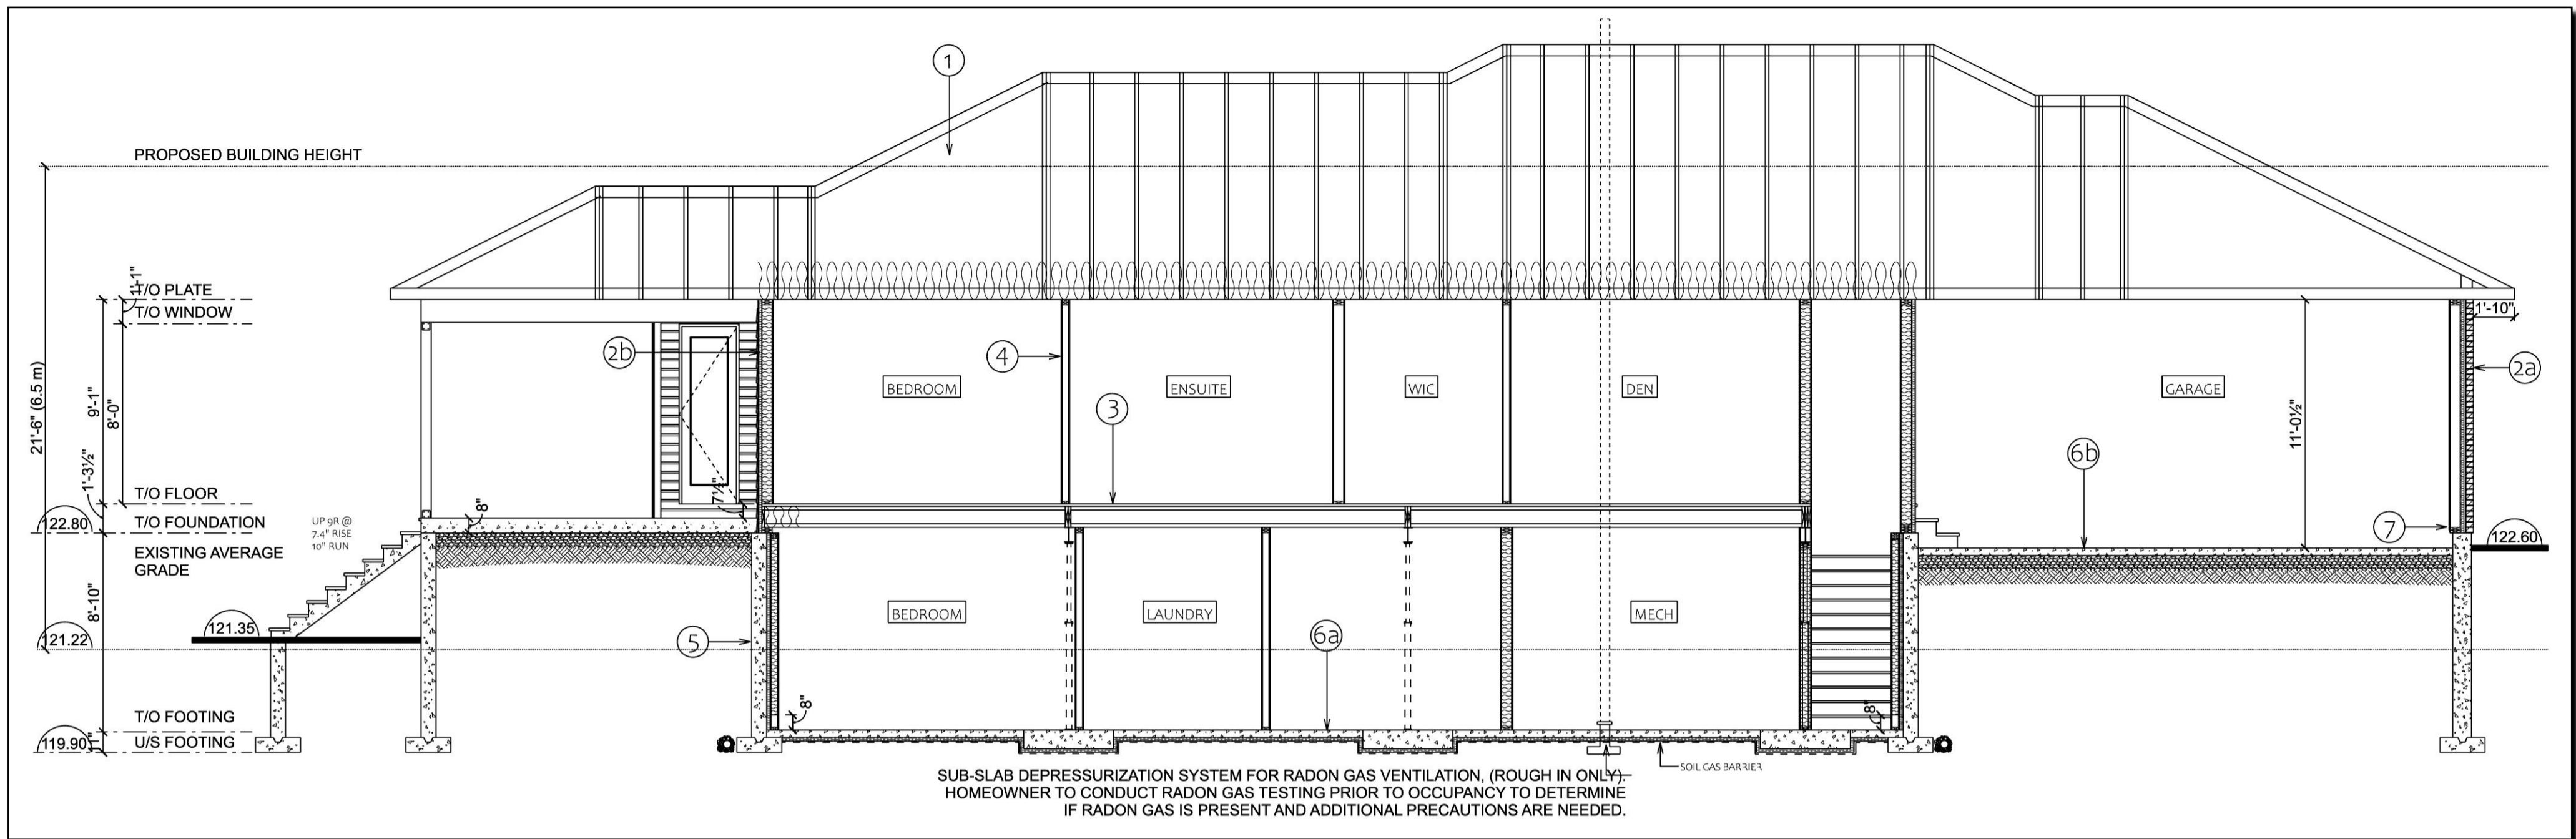 1
PROPOSED BUILDING HEIGHT
1'-1"
T/O PLATE
T/O WINDOW
1'-10"
2b
4
2a
BEDROOM
ENSUITE
WIC
DEN
GARAGE
3
21'-6" (6.5 m)
9'-1"
8'-0"
11'-0½"
6b
1'-3½"
7½"
T/O FLOOR
8"
122.80
T/O FOUNDATION
UP 9R @
7.4" RISE
10" RUN
7
122.60
EXISTING AVERAGE
GRADE
8'-10"
BEDROOM
LAUNDRY
MECH
121.35
121.22
5
6a
8"
8"
T/O FOOTING
119.90
11"
U/S FOOTING
SOIL GAS BARRIER
SUB-SLAB DEPRESSURIZATION SYSTEM FOR RADON GAS VENTILATION, (ROUGH IN ONLY).
HOMEOWNER TO CONDUCT RADON GAS TESTING PRIOR TO OCCUPANCY TO DETERMINE
IF RADON GAS IS PRESENT AND ADDITIONAL PRECAUTIONS ARE NEEDED.